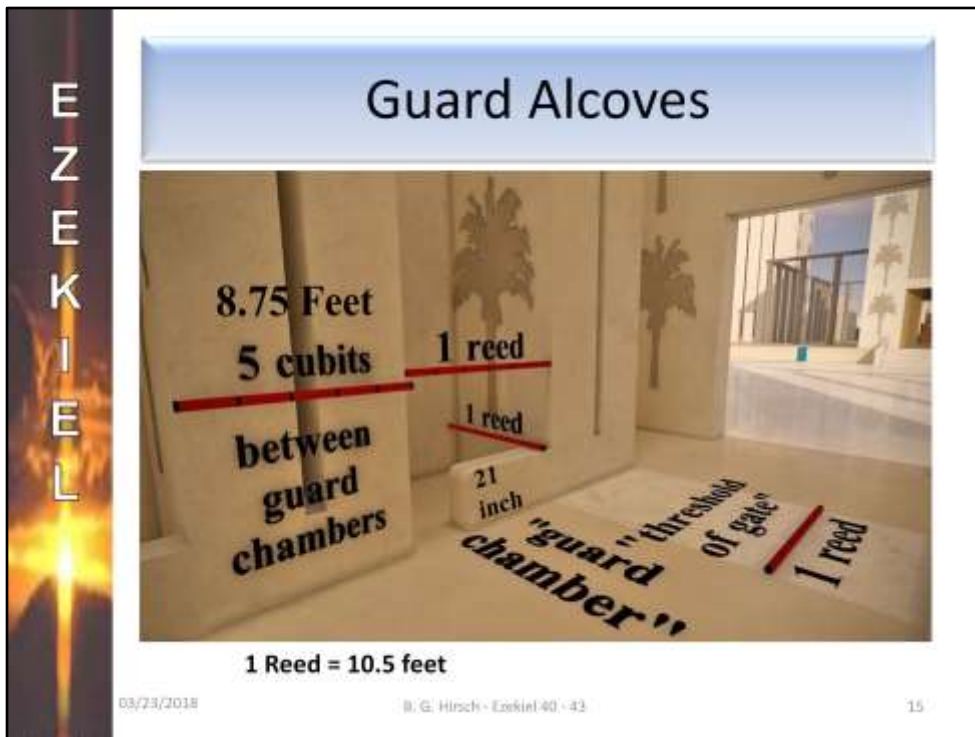 EZEKIEL
Guard Alcoves
8.75 Feet
5 cubits
between
guard
chambers
1 reed
1 reed
21
inch
"guard
chamber"
"threshold
of gate"
1 reed
1 Reed = 10.5 feet
03/23/2018
B. G. Hirsch - Ezekiel 40 - 43
15